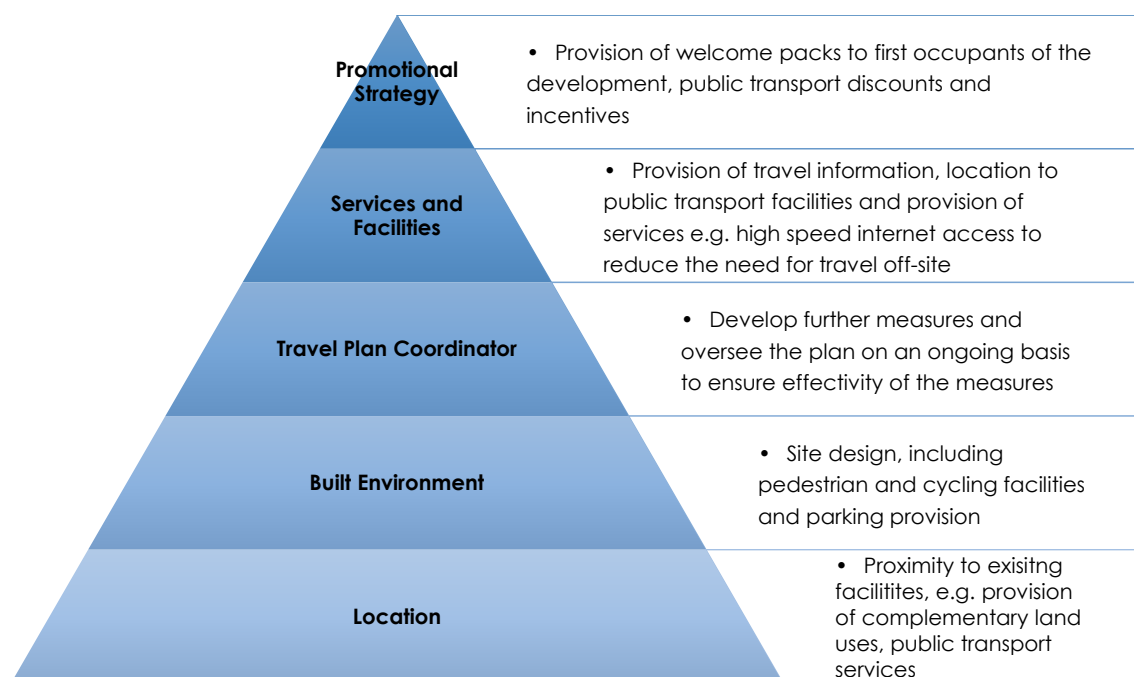 Promotional
Strategy
• Provision of welcome packs to first occupants of the
development, public transport discounts and
incentives
Services and
Facilities
• Provision of travel information, location to
public transport facilities and provision of
services e.g. high speed internet access to
reduce the need for travel off-site
Travel Plan Coordinator
• Develop further measures and
oversee the plan on an ongoing basis
to ensure effectivity of the measures
Built Environment
• Site design, including
pedestrian and cycling facilities
and parking provision
Location
• Proximity to exisitng
facilitites, e.g. provision
of complementary land
uses, public transport
services